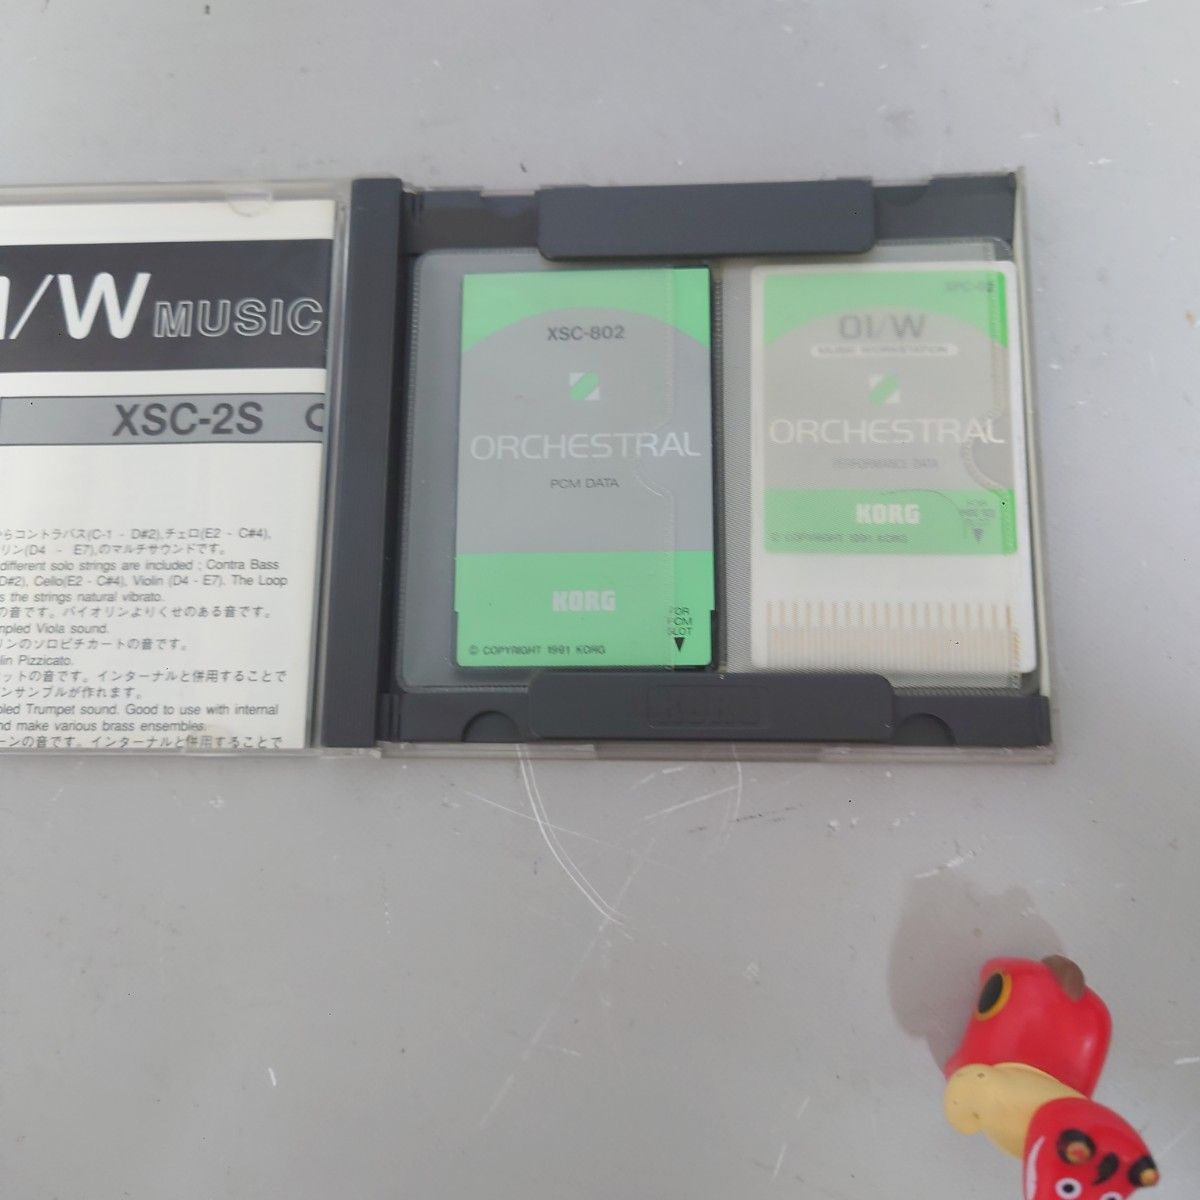 1/W MUSIC
XSC-2S
らコントラバス(C-1 - D#2),チェロ(E2 - C#4),
リン(D4 - E7),のマルチサウンドです。
different solo strings are included ; Contra Bass
D#2), Cello(E2 - C#4), Violin (D4 - E7). The Loop
s the strings natural vibrato.
の音です。バイオリンよりくせのある音です。
mpled Viola sound.
リンのソロピチカートの音です。
lin Pizzicato.
ットの音です。インターナルと併用することで
ンサンブルが作れます。
pled Trumpet sound. Good to use with internal
nd make various brass ensembles.
ーンの音です。インターナルと併用することで
XSC-802
ORCHESTRAL
PCM DATA
KORG
FOR
PCM
SLOT
© COPYRIGHT 1991 KORG
01/W
MUSIC WORKSTATION
ORCHESTRAL
PERFORMANCE DATA
KORG
© COPYRIGHT 1991 KORG